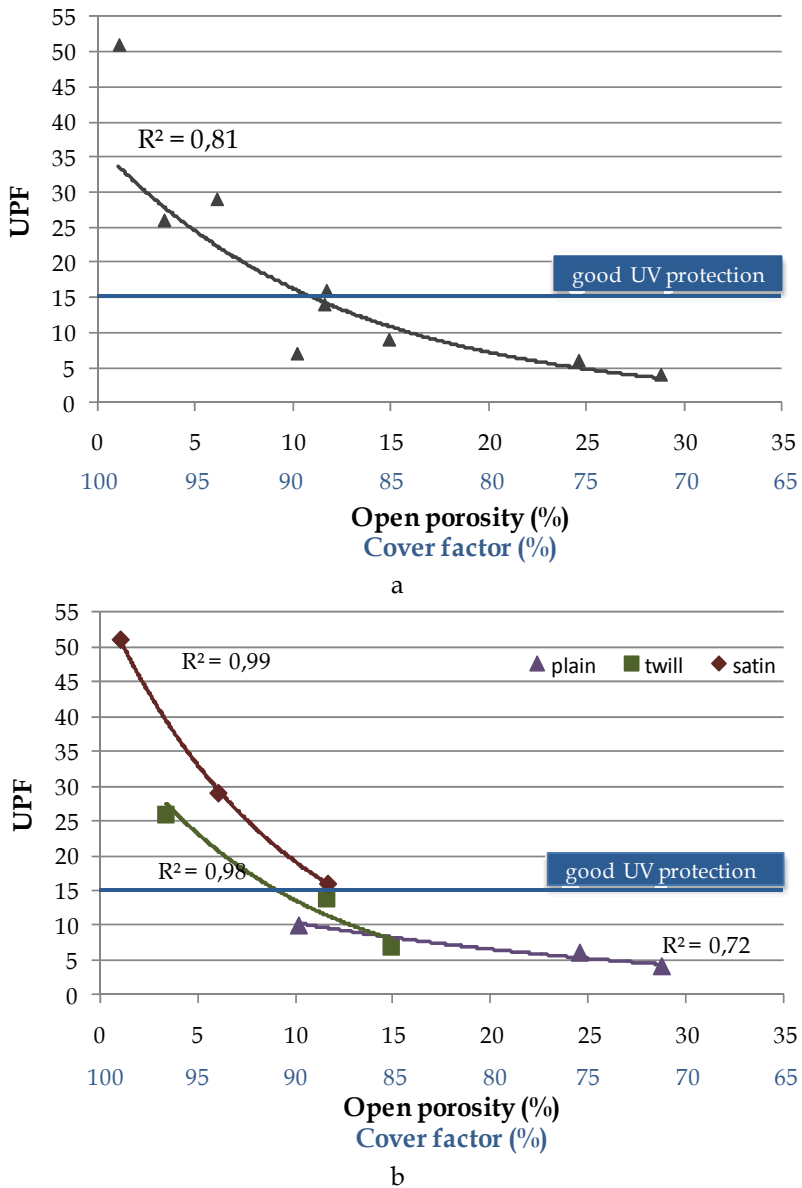 55
50
45
40
35
30
25
20
15
10
5
0
UPF
R² = 0,81
good UV protection
0 5 10 15 20 25 30 35
100 95 90 85 80 75 70 65
Open porosity (%)
Cover factor (%)
a
55
50
45
40
35
30
25
20
15
10
5
0
UPF
R² = 0,99
plain twill satin
R² = 0,98
good UV protection
R² = 0,72
0 5 10 15 20 25 30 35
100 95 90 85 80 75 70 65
Open porosity (%)
Cover factor (%)
b